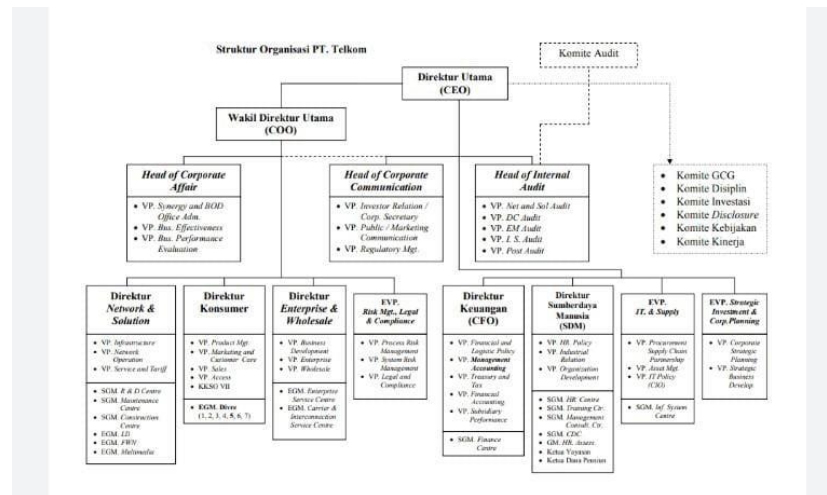 Struktur Organisasi PT. Telkom
Komite Audit
Direktur Utama
(CEO)
Wakil Direktur Utama
(COO)
Head of Corporate
Affair
• VP. Synergy and BOD
Office Adm.
• VP. Bus. Effectiveness
• VP. Bus. Performance
Evaluation
Head of Corporate
Communication
• VP. Investor Relation /
Corp. Secretary
• VP. Public / Marketing
Communication
• VP. Regulatory Mgt.
Head of Internal
Audit
• VP. Net and Sol Audit
• VP. DC Audit
• VP. EM Audit
• VP. I. S. Audit
• VP. Post Audit
• Komite GCG
• Komite Disiplin
• Komite Investasi
• Komite Disclosure
• Komite Kebijakan
• Komite Kinerja
Direktur
Network &
Solution
• VP. Infrastructure
• VP. Network
Operation
• VP. Service and Tariff
• SGM. R & D Centre
• SGM. Maintenance
Centre
• SGM. Construction
Centre
• EGM. LD
• EGM. FWN
• EGM. Multimedia
Direktur
Konsumer
• VP. Product Mgt.
• VP. Marketing and
Customer Care
• VP. Sales
• VP. Access
• KKSO VII
• EGM. Divre
(1, 2, 3, 4, 5, 6, 7)
Direktur
Enterprise &
Wholesale
• VP. Business
Development
• VP. Enterprise
• VP. Wholesale
• EGM. Enterprise
Service Centre
• EGM. Carrier &
Interconnection
Service Centre
EVP.
Risk Mgt., Legal
& Compliance
• VP. Process Risk
Management
• VP. System Risk
Management
• VP. Legal and
Compliance
Direktur
Keuangan
(CFO)
• VP. Financial and
Logistic Policy
• VP. Management
Accounting
• VP. Treasury and
Tax
• VP. Financial
Accounting
• VP. Subsidiary
Performance
• SGM. Finance
Centre
Direktur
Sumberdaya
Manusia
(SDM)
• VP. HR. Policy
• VP. Industrial
Relation
• VP. Organization
Development
• SGM. HR. Centre
• SGM. Training Ctr.
• SGM. Management
Consult. Ctr.
• SGM. CDC
• GM. HR. Assess
• Ketua Yayasan
• Ketua Dana Pensiun
EVP.
IT. & Supply
• VP. Procurement
Supply Chain
Partnership
• VP. Asset Mgt.
• VP. IT Policy
(CIO)
• SGM. Inf. System
Centre
EVP. Strategic
Investment &
Corp.Planning
• VP. Corporate
Strategic
Planning
• VP. Strategic
Business
Develop